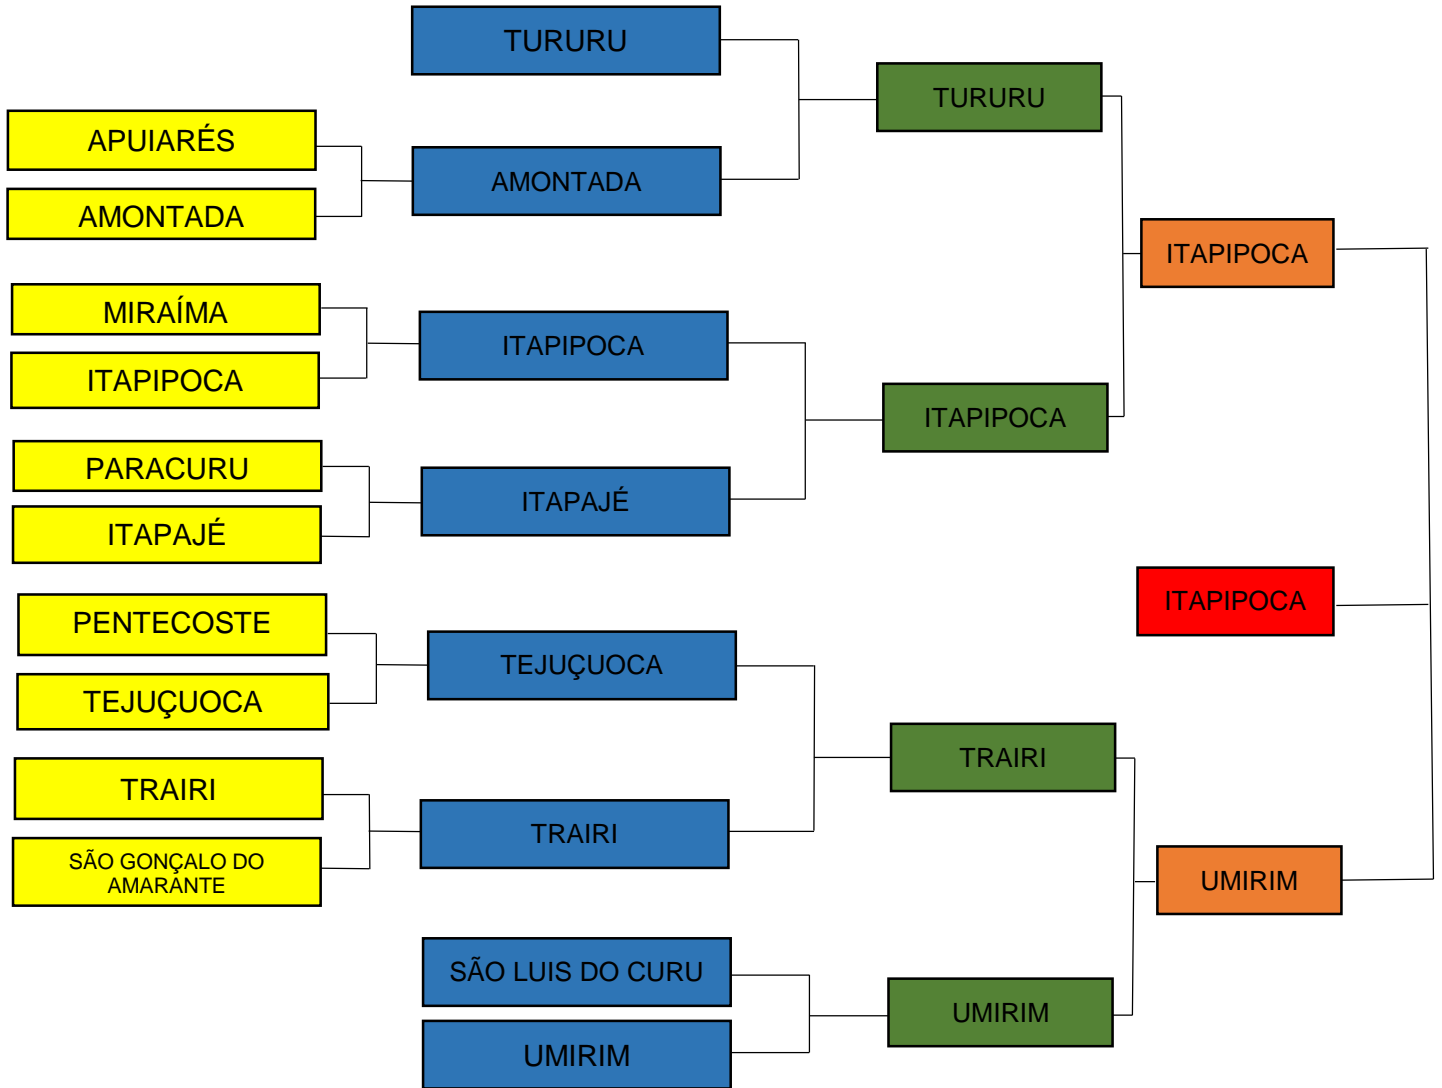 TURURU
TURURU
APUIARÉS
AMONTADA
AMONTADA
ITAPIPOCA
MIRAÍMA
ITAPIPOCA
ITAPIPOCA
ITAPIPOCA
PARACURU
ITAPAJÉ
ITAPAJÉ
ITAPIPOCA
PENTECOSTE
TEJUÇUOCA
TEJUÇUOCA
TRAIRI
TRAIRI
TRAIRI
SÃO GONÇALO DO
AMARANTE
UMIRIM
SÃO LUIS DO CURU
UMIRIM
UMIRIM